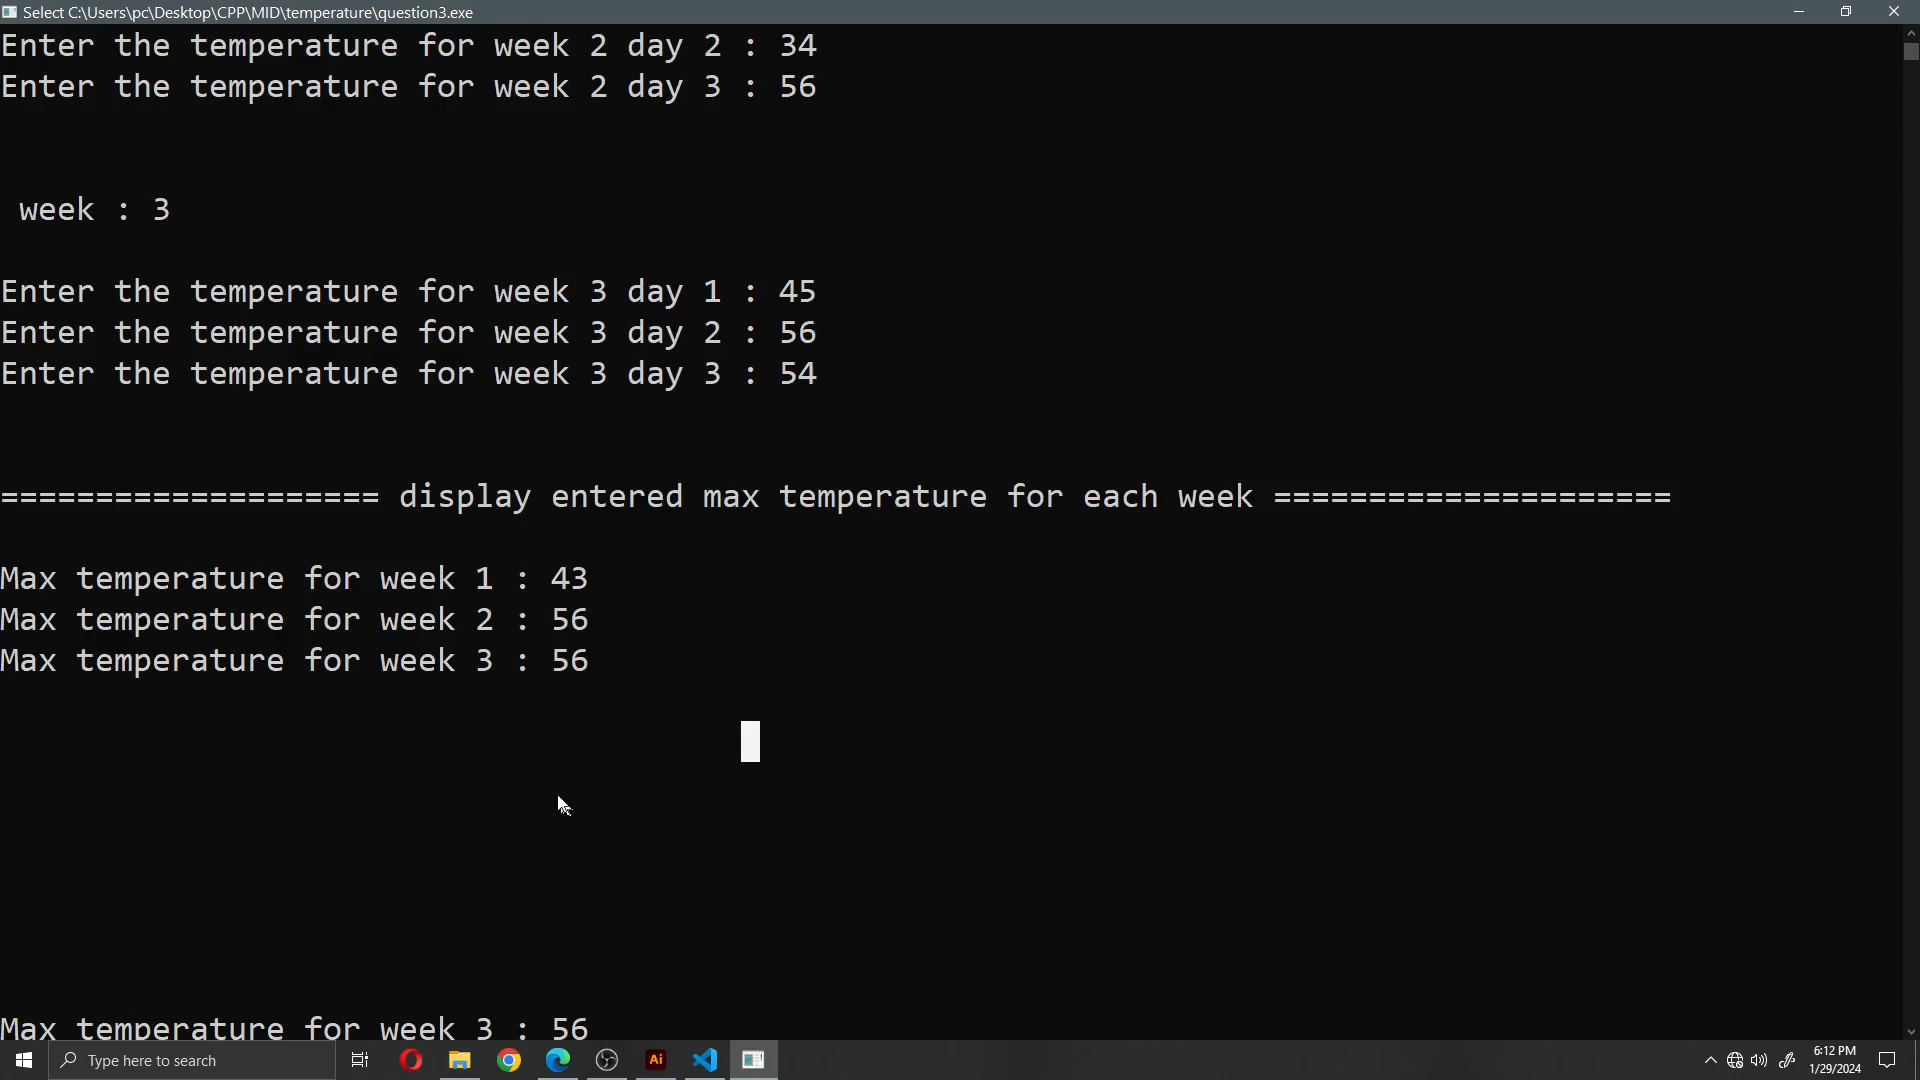 Select C:\Users\pc\Desktop\CPP\MID\temperature\question3.exe
Enter the temperature for week 2 day 2 : 34
Enter the temperature for week 2 day 3 : 56
week : 3
Enter the temperature for week 3 day 1 : 45
Enter the temperature for week 3 day 2 : 56
Enter the temperature for week 3 day 3 : 54
==================== display entered max temperature for each week =====================
Max temperature for week 1 : 43
Max temperature for week 2 : 56
Max temperature for week 3 : 56
Max temperature for week 3 : 56
Type here to search
Ai
6:12 PM
1/29/2024